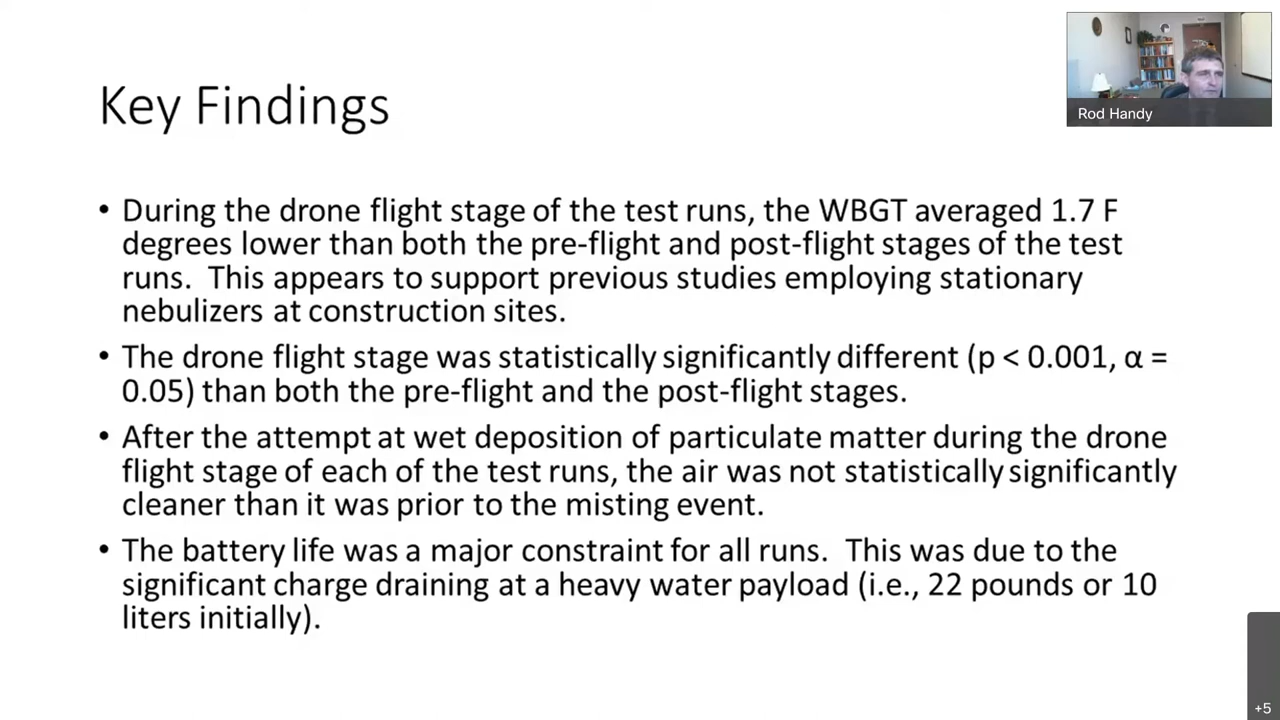 Key Findings
Rod Handy
• During the drone flight stage of the test runs, the WBGT averaged 1.7 F
degrees lower than both the pre-flight and post-flight stages of the test
runs.  This appears to support previous studies employing stationary
nebulizers at construction sites.
• The drone flight stage was statistically significantly different (p < 0.001, α =
0.05) than both the pre-flight and the post-flight stages.
• After the attempt at wet deposition of particulate matter during the drone
flight stage of each of the test runs, the air was not statistically significantly
cleaner than it was prior to the misting event.
• The battery life was a major constraint for all runs.  This was due to the
significant charge draining at a heavy water payload (i.e., 22 pounds or 10
liters initially).
+5